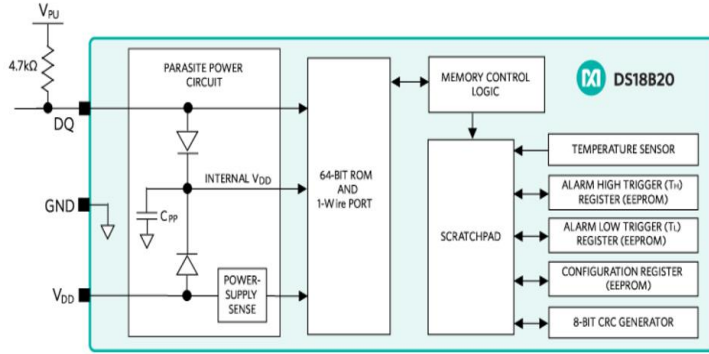 VPU
4.7kΩ
DQ
GND
VDD
PARASITE POWER
CIRCUIT
INTERNAL VDD
CPP
POWER-
SUPPLY
SENSE
64-BIT ROM
AND
1-Wire PORT
MEMORY CONTROL
LOGIC
SCRATCHPAD
DS18B20
TEMPERATURE SENSOR
ALARM HIGH TRIGGER (TH)
REGISTER (EEPROM)
ALARM LOW TRIGGER (TL)
REGISTER (EEPROM)
CONFIGURATION REGISTER
(EEPROM)
8-BIT CRC GENERATOR